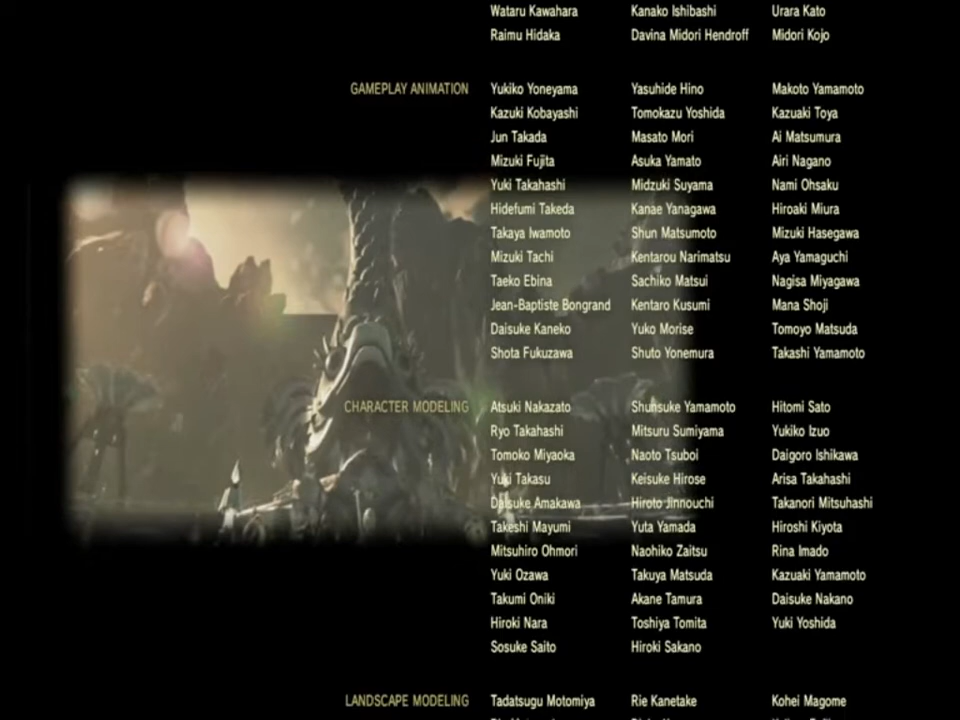 Wataru Kawahara Kanako Ishibashi Urara Kato
Raimu Hidaka Davina Midori Hendroff Midori Kojo
GAMEPLAY ANIMATION Yukiko Yoneyama Yasuhide Hino Makoto Yamamoto
Kazuki Kobayashi Tomokazu Yoshida Kazuaki Toya
Jun Takada Masato Mori Ai Matsumura
Mizuki Fujita Asuka Yamato Airi Nagano
Yuki Takahashi Midzuki Suyama Nami Ohsaku
Hidefumi Takeda Kanae Yanagawa Hiroaki Miura
Takaya Iwamoto Shun Matsumoto Mizuki Hasegawa
Mizuki Tachi Kentarou Narimatsu Aya Yamaguchi
Taeko Ebina Sachiko Matsui Nagisa Miyagawa
Jean-Baptiste Bongrand Kentaro Kusumi Mana Shoji
Daisuke Kaneko Yuko Morise Tomoyo Matsuda
Shota Fukuzawa Shuto Yonemura Takashi Yamamoto
CHARACTER MODELING Atsuki Nakazato Shunsuke Yamamoto Hitomi Sato
Ryo Takahashi Mitsuru Sumiyama Yukiko Izuo
Tomoko Miyaoka Naoto Tsuboi Daigoro Ishikawa
Yuki Takasu Keisuke Hirose Arisa Takahashi
Daisuke Amakawa Hiroto Jinnouchi Takanori Mitsuhashi
Takeshi Mayumi Yuta Yamada Hiroshi Kiyota
Mitsuhiro Ohmori Naohiko Zaitsu Rina Imado
Yuki Ozawa Takuya Matsuda Kazuaki Yamamoto
Takumi Oniki Akane Tamura Daisuke Nakano
Hiroki Nara Toshiya Tomita Yuki Yoshida
Sosuke Saito Hiroki Sakano
LANDSCAPE MODELING Tadatsugu Motomiya Rie Kanetake Kohei Magome